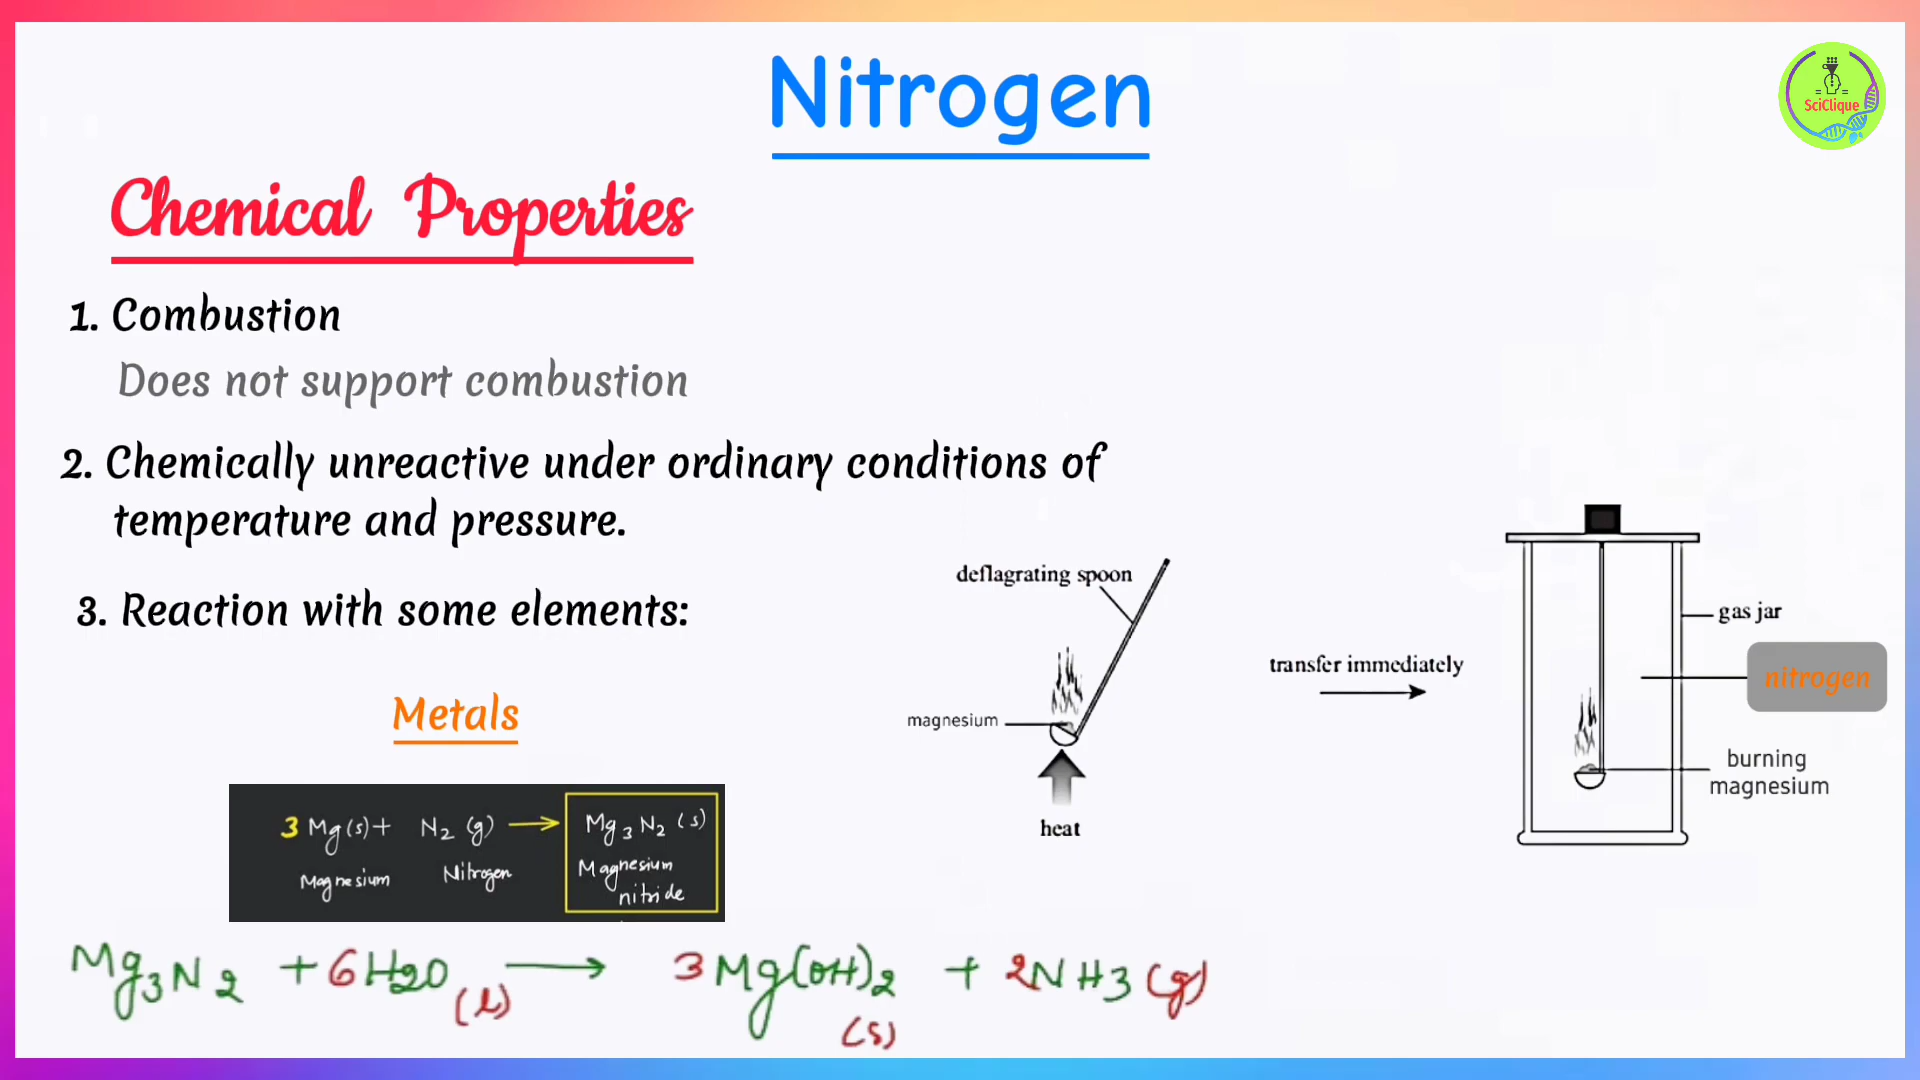 Nitrogen
SciClique
Chemical Properties
1. Combustion
Does not support combustion
2. Chemically unreactive under ordinary conditions of
temperature and pressure.
3. Reaction with some elements:
Metals
3 Mg(s) + N2 (g) → Mg3N2 (s)
Magnesium Nitrogen Magnesium
nitride
Mg3N2 + 6H2O (l) → 3Mg(OH)2 (s) + 2NH3 (g)
deflagrating spoon
magnesium
heat
transfer immediately
gas jar
nitrogen
burning
magnesium